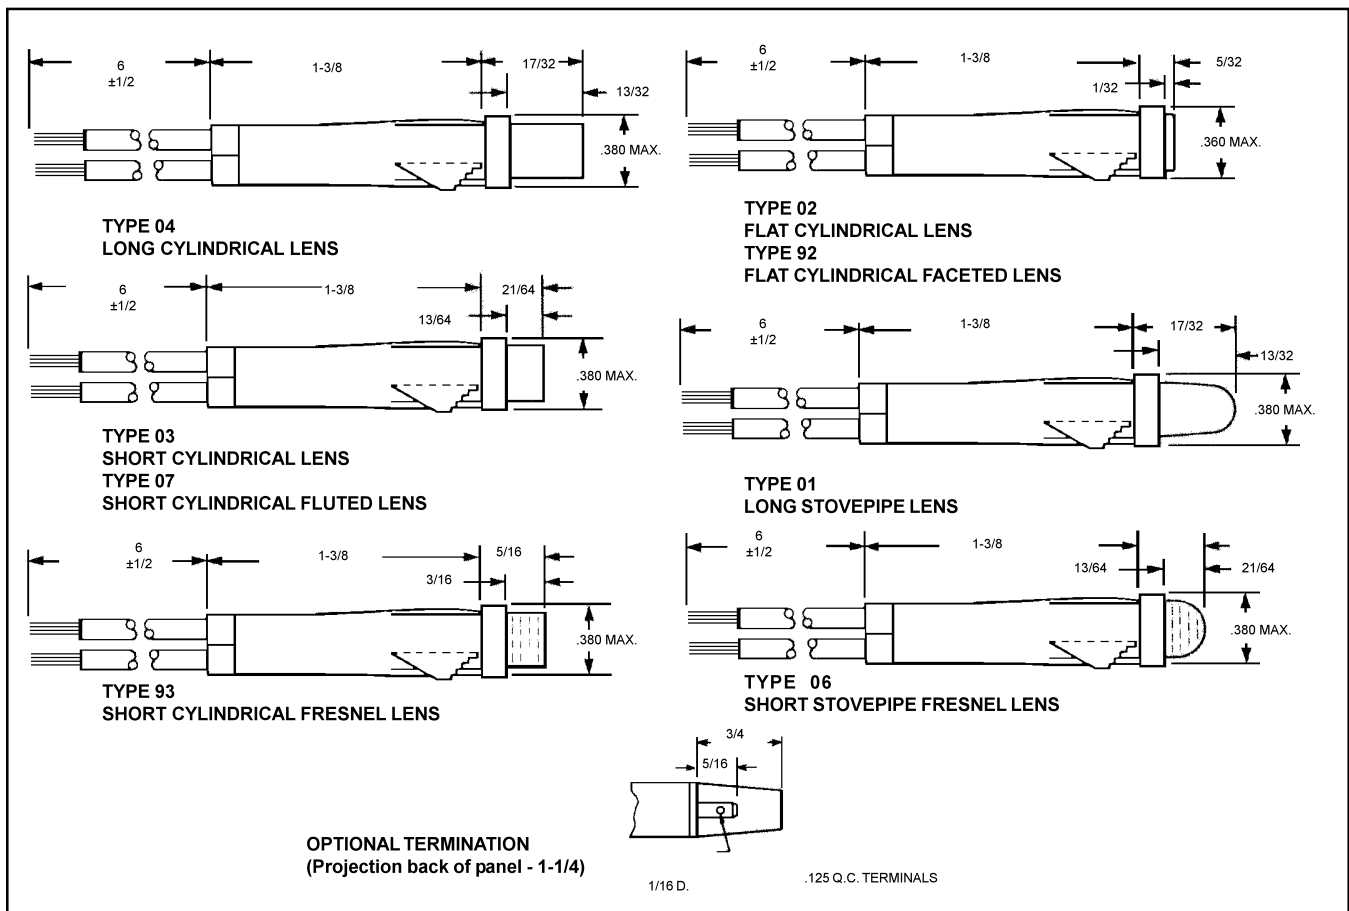 6
±1/2
1-3/8
17/32
13/32
.380 MAX.
TYPE 04
LONG CYLINDRICAL LENS
6
±1/2
1-3/8
5/32
1/32
.360 MAX.
TYPE 02
FLAT CYLINDRICAL LENS
TYPE 92
FLAT CYLINDRICAL FACETED LENS
6
±1/2
1-3/8
21/64
13/64
.380 MAX.
TYPE 03
SHORT CYLINDRICAL LENS
TYPE 07
SHORT CYLINDRICAL FLUTED LENS
6
±1/2
1-3/8
17/32
13/32
.380 MAX.
TYPE 01
LONG STOVEPIPE LENS
6
±1/2
1-3/8
5/16
3/16
.380 MAX.
TYPE 93
SHORT CYLINDRICAL FRESNEL LENS
6
±1/2
1-3/8
13/64
21/64
.380 MAX.
TYPE 06
SHORT STOVEPIPE FRESNEL LENS
3/4
5/16
OPTIONAL TERMINATION
(Projection back of panel - 1-1/4)
1/16 D.
.125 Q.C. TERMINALS